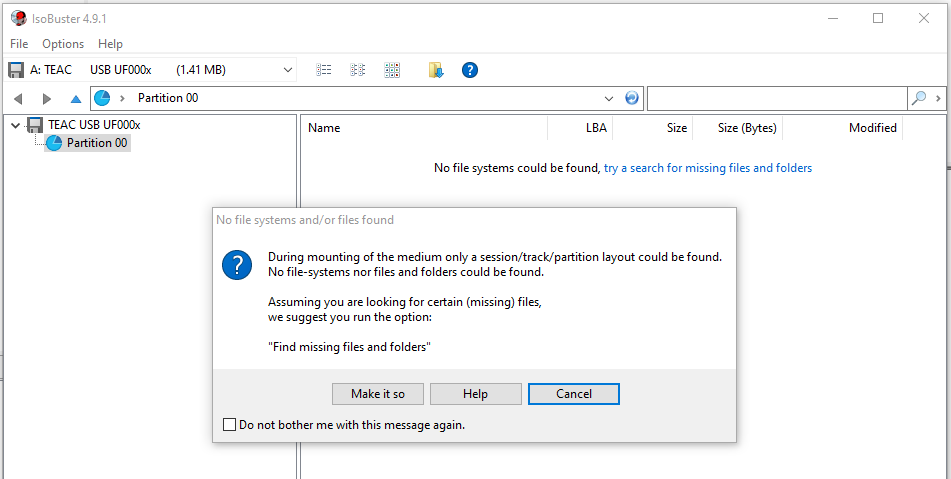 IsoBuster 4.9.1
File Options Help
A: TEAC USB UF000x (1.41 MB)
Partition 00
TEAC USB UF000x
Partition 00
Name LBA Size Size (Bytes) Modified
No file systems could be found, try a search for missing files and folders
No file systems and/or files found
During mounting of the medium only a session/track/partition layout could be found.
No file-systems nor files and folders could be found.
Assuming you are looking for certain (missing) files,
we suggest you run the option:
"Find missing files and folders"
Make it so Help Cancel
Do not bother me with this message again.